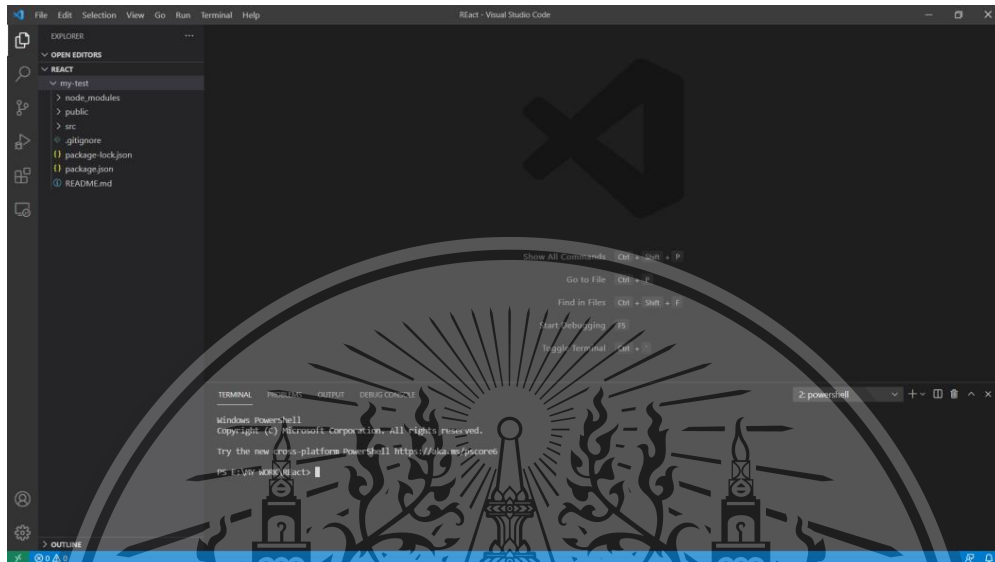 File Edit Selection View Go Run Terminal Help
REact - Visual Studio Code
EXPLORER
OPEN EDITORS
REACT
my-test
node_modules
public
src
.gitignore
package-lock.json
package.json
README.md
Show All Commands Ctrl + Shift + P
Go to File Ctrl + P
Find in Files Ctrl + Shift + F
Start Debugging F5
Toggle Terminal Ctrl + `
TERMINAL PROBLEMS OUTPUT DEBUG CONSOLE
2: powershell
Windows PowerShell
Copyright (C) Microsoft Corporation. All rights reserved.
Try the new cross-platform PowerShell https://aka.ms/pscore6
PS E:\MY WORK\REact>
OUTLINE
0 0